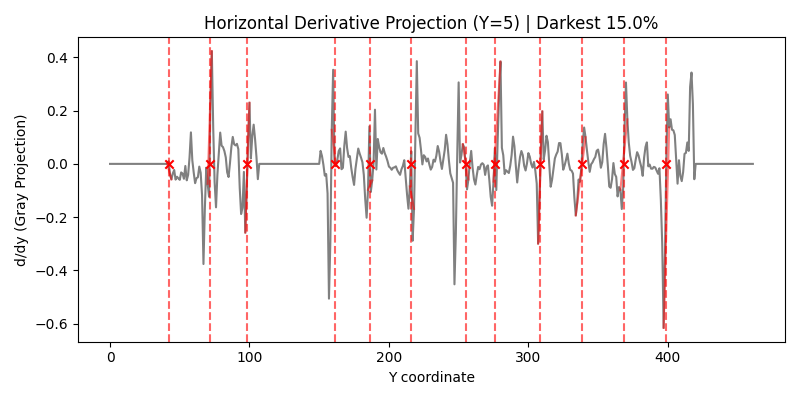 Horizontal Derivative Projection (Y=5) | Darkest 15.0%
0.4
0.2
0.0
−0.2
−0.4
−0.6
d/dy (Gray Projection)
0 100 200 300 400
Y coordinate